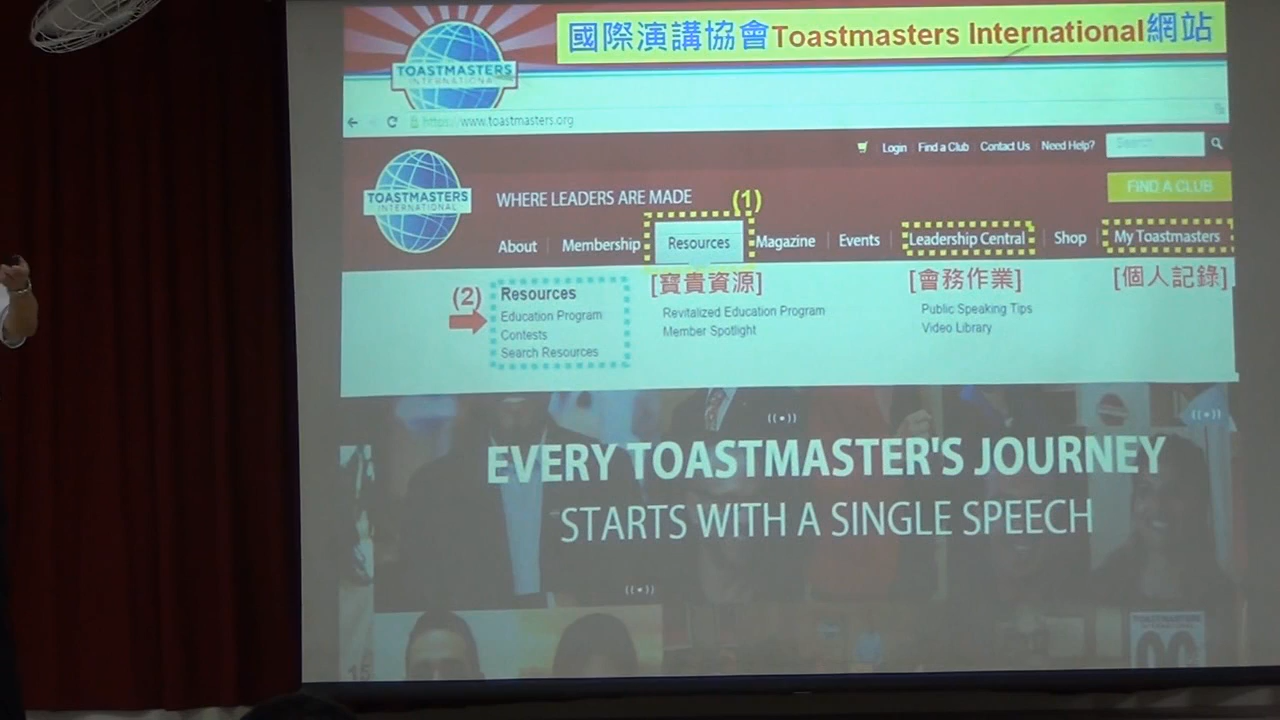 國際演講協會Toastmasters International網站
TOASTMASTERS
INTERNATIONAL
https://www.toastmasters.org
Login Find a Club Contact Us Need Help? Search
TOASTMASTERS
INTERNATIONAL
WHERE LEADERS ARE MADE
FIND A CLUB
(1)
About Membership Resources Magazine Events Leadership Central Shop My Toastmasters
[寶貴資源] [會務作業] [個人記錄]
(2)
Resources
Education Program
Contests
Search Resources
Revitalized Education Program
Member Spotlight
Public Speaking Tips
Video Library
EVERY TOASTMASTER'S JOURNEY
STARTS WITH A SINGLE SPEECH